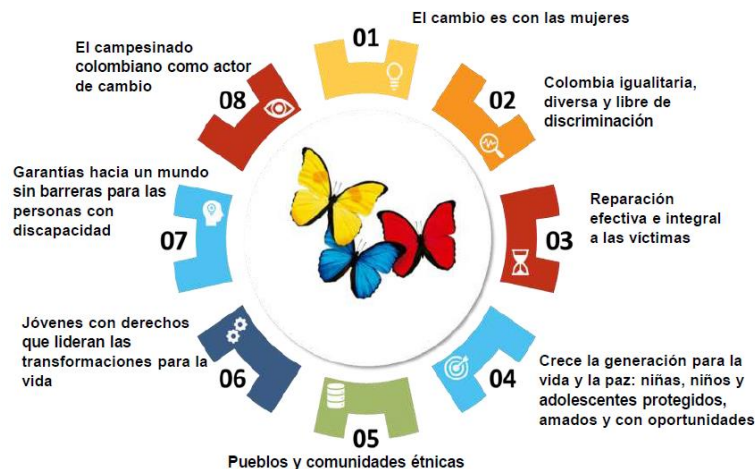 01
El cambio es con las mujeres
02
Colombia igualitaria,
diversa y libre de
discriminación
03
Reparación
efectiva e integral
a las víctimas
04
Crece la generación para la
vida y la paz: niñas, niños y
adolescentes protegidos,
amados y con oportunidades
05
Pueblos y comunidades étnicas
06
Jóvenes con derechos
que lideran las
transformaciones para la
vida
07
Garantías hacia un mundo
sin barreras para las
personas con
discapacidad
08
El campesinado
colombiano como actor
de cambio